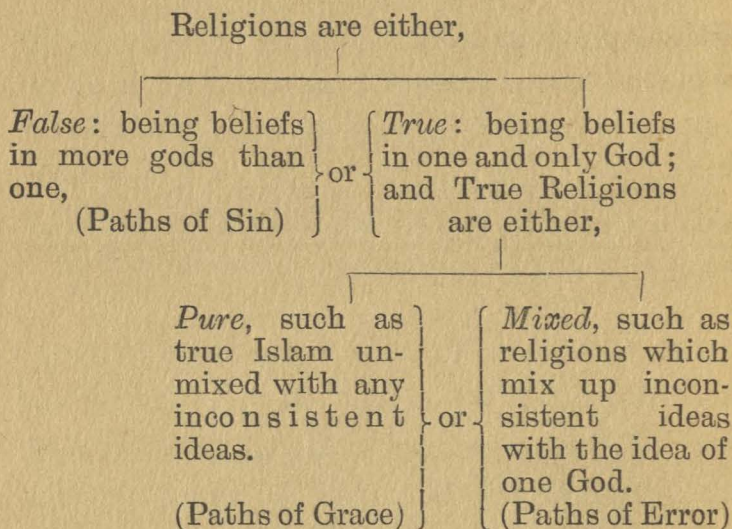 Religions are either,
False: being beliefs
in more gods than
one,
(Paths of Sin)
or
True: being beliefs
in one and only God;
and True Religions
are either,
Pure, such as
true Islam un-
mixed with any
inconsistent
ideas.
(Paths of Grace)
or
Mixed, such as
religions which
mix up incon-
sistent ideas
with the idea of
one God.
(Paths of Error)